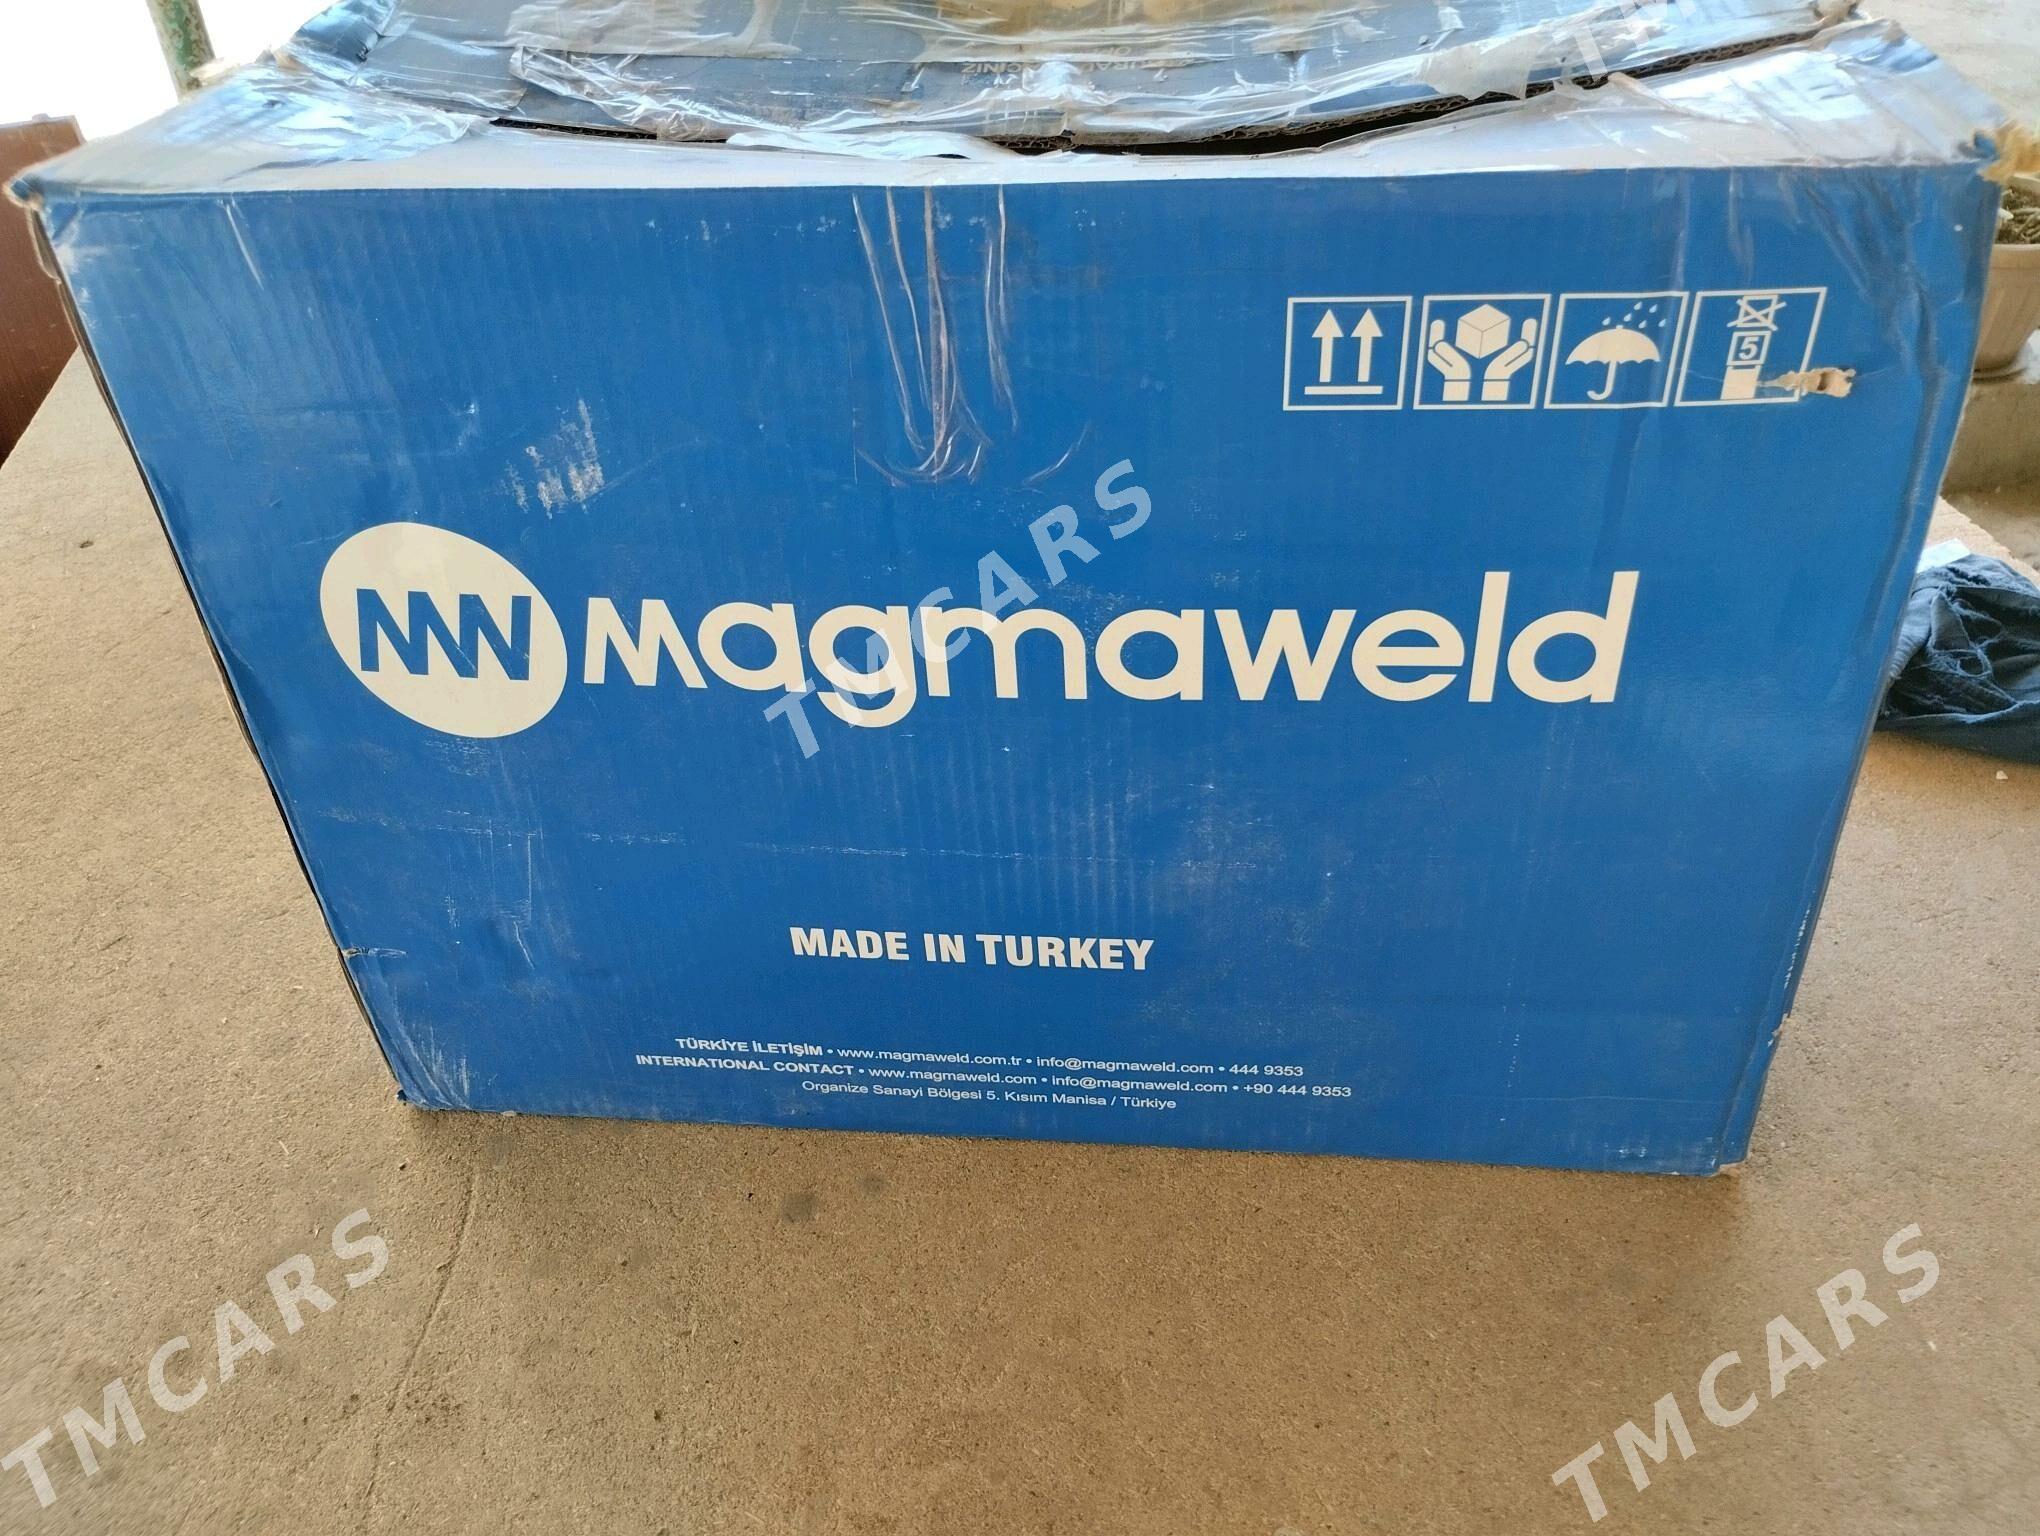 TMCARS
MW magmaweld
5
TMCARS
MADE IN TURKEY
TÜRKİYE İLETİŞİM • www.magmaweld.com.tr • info@magmaweld.com • 444 9353
INTERNATIONAL CONTACT • www.magmaweld.com • info@magmaweld.com • +90 444 9353
Organize Sanayi Bölgesi 5. Kısım Manisa / Türkiye
TMCARS
TMCARS